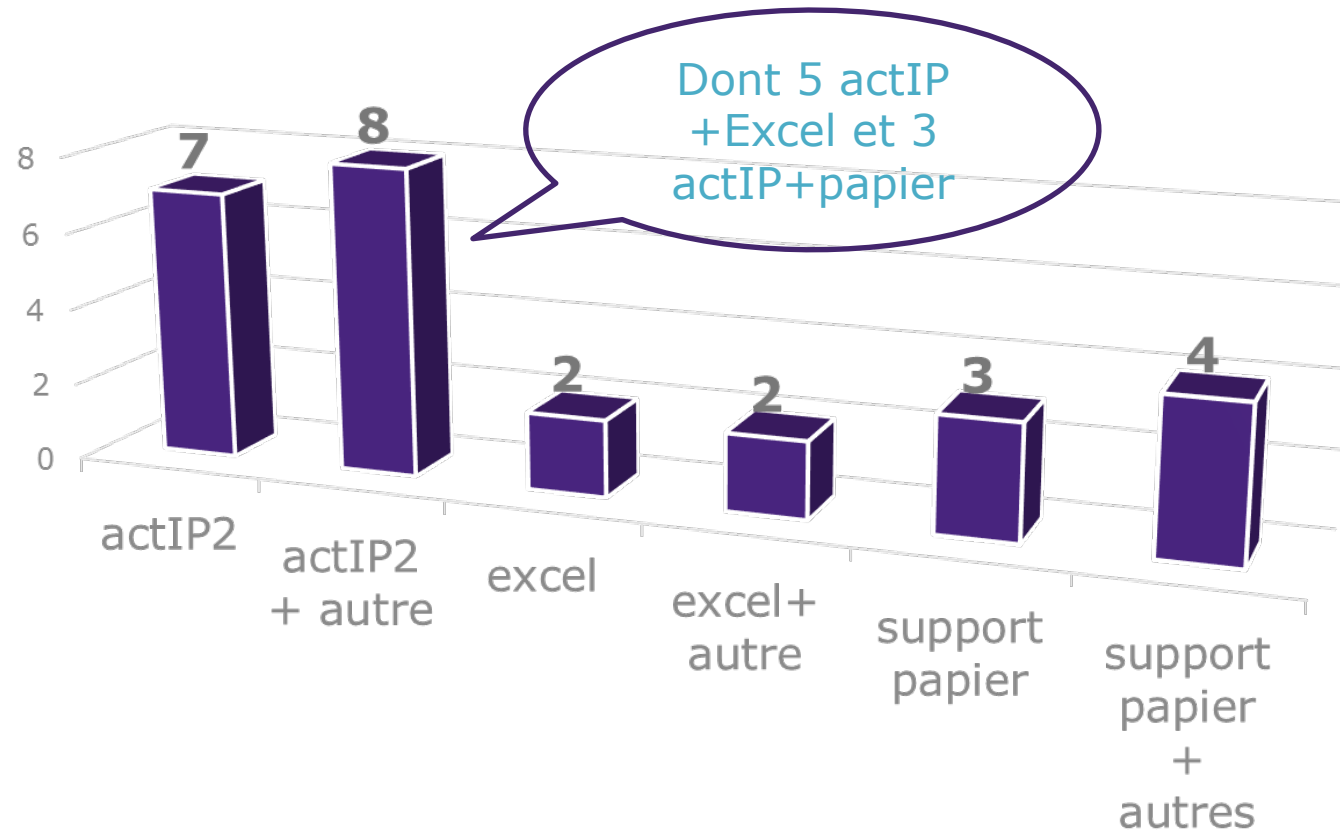 Dont 5 actIP
+Excel et 3
actIP+papier
8
6
4
2
0
7
8
2
2
3
4
actIP2
actIP2
+ autre
excel
excel+
autre
support
papier
support
papier
+
autres